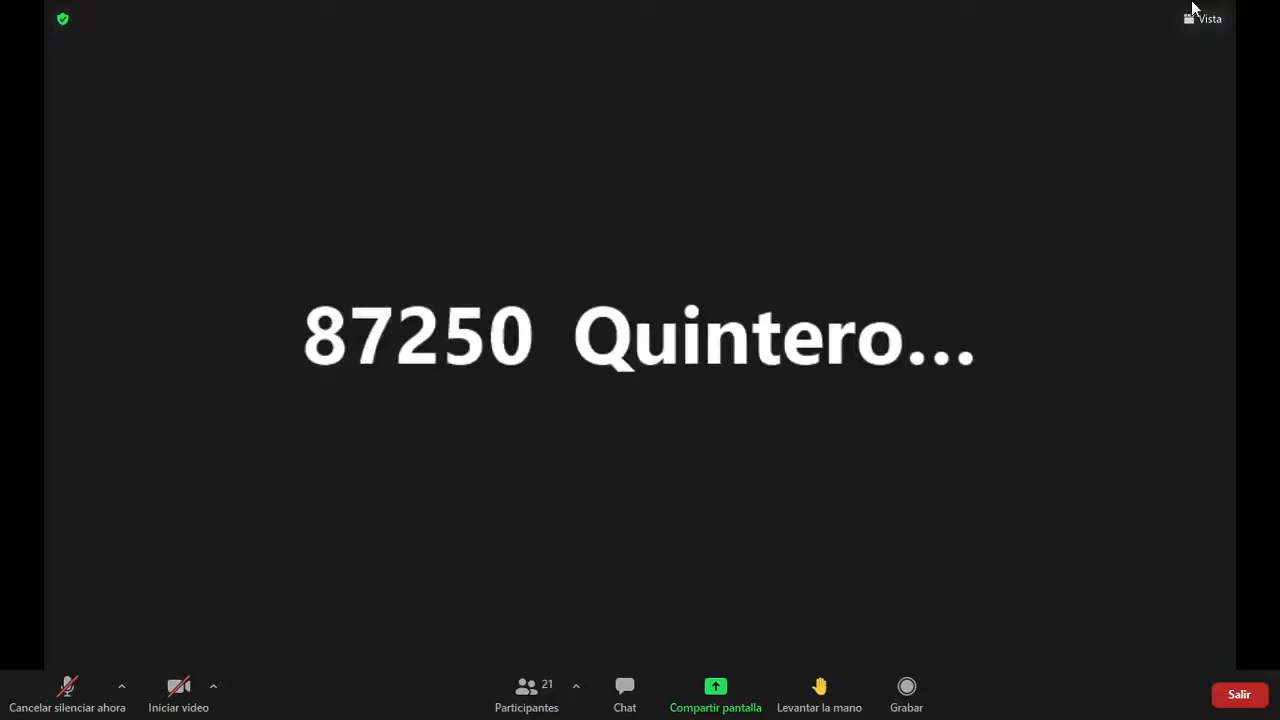 Vista
87250 Quintero...
Cancelar silenciar ahora
Iniciar video
21
Participantes
Chat
Compartir pantalla
Levantar la mano
Grabar
Salir